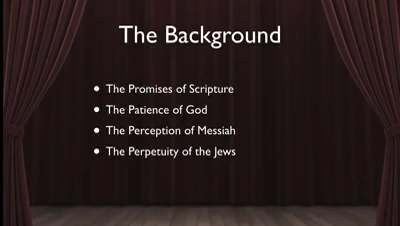 The Background
• The Promises of Scripture
• The Patience of God
• The Perception of Messiah
• The Perpetuity of the Jews